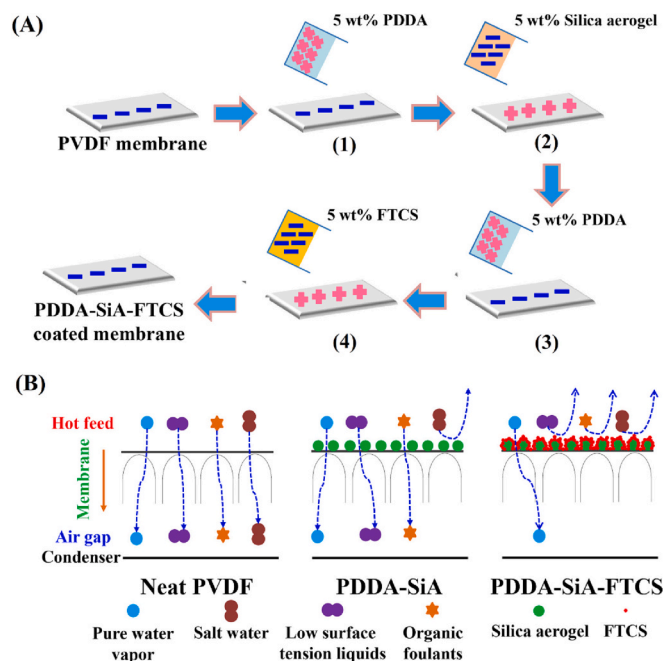 (A)
5 wt% PDDA
5 wt% Silica aerogel
PVDF membrane
(1)
(2)
5 wt% FTCS
5 wt% PDDA
PDDA-SiA-FTCS
coated membrane
(4)
(3)
(B)
Hot feed
Membrane
Air gap
Condenser
Neat PVDF
PDDA-SiA
PDDA-SiA-FTCS
Pure water
vapor
Salt water
Low surface
tension liquids
Organic
foulants
Silica aerogel
FTCS